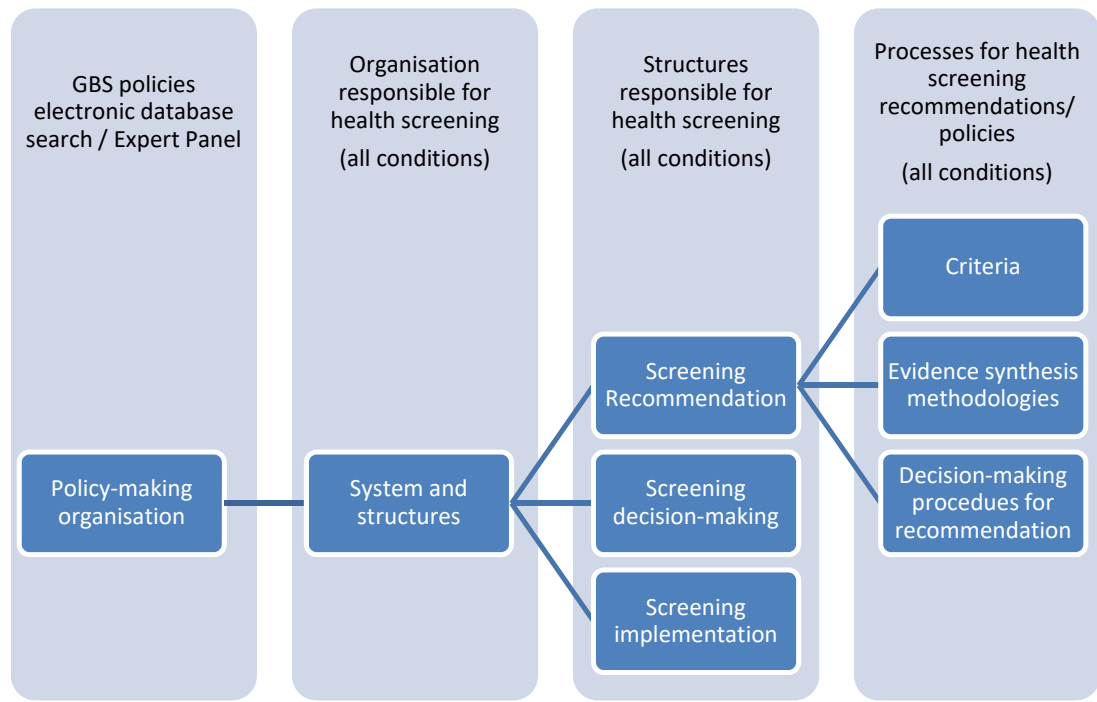 GBS policies
electronic database
search / Expert Panel
Policy-making
organisation
Organisation
responsible for
health screening
(all conditions)
System and
structures
Structures
responsible for
health screening
(all conditions)
Screening
Recommendation
Screening
decision-making
Screening
implementation
Processes for health
screening
recommendations/
policies
(all conditions)
Criteria
Evidence synthesis
methodologies
Decision-making
procedues for
recommendation